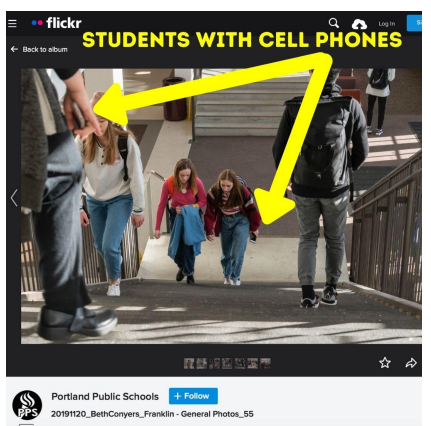 flickr
Log In
Back to album
STUDENTS WITH CELL PHONES
PPS
Portland Public Schools
+ Follow
20191120_BethConyers_Franklin - General Photos_55